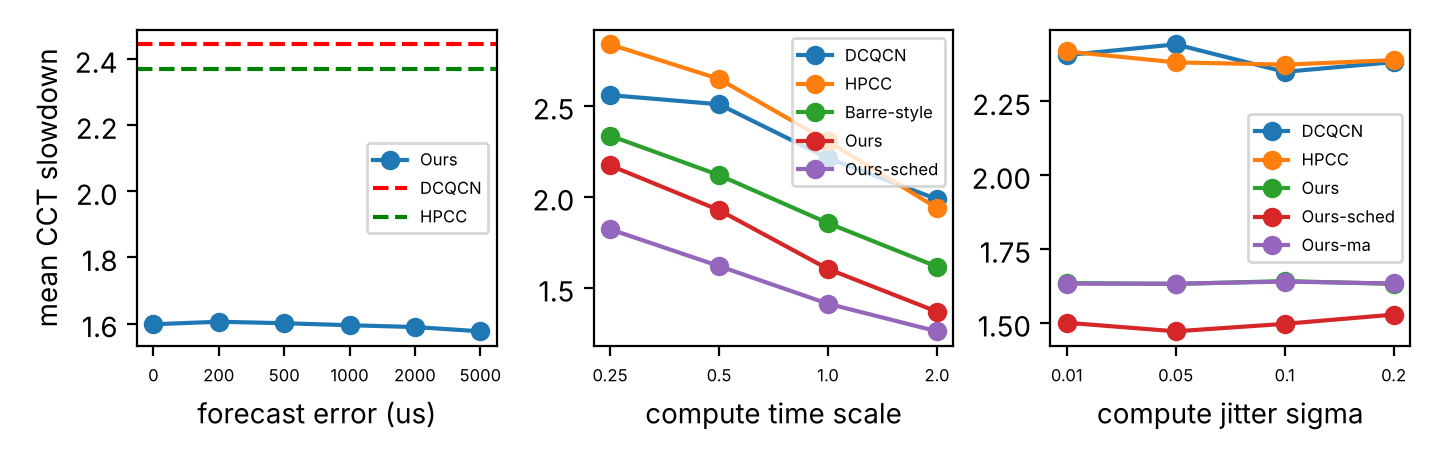 mean CCT slowdown
2.4
2.2
2.0
1.8
1.6
Ours
DCQCN
HPCC
0 200 500 1000 2000 5000
forecast error (us)
2.5
2.0
1.5
DCQCN
HPCC
Barre-style
Ours
Ours-sched
0.25 0.5 1.0 2.0
compute time scale
2.25
2.00
1.75
1.50
DCQCN
HPCC
Ours
Ours-sched
Ours-ma
0.01 0.05 0.1 0.2
compute jitter sigma